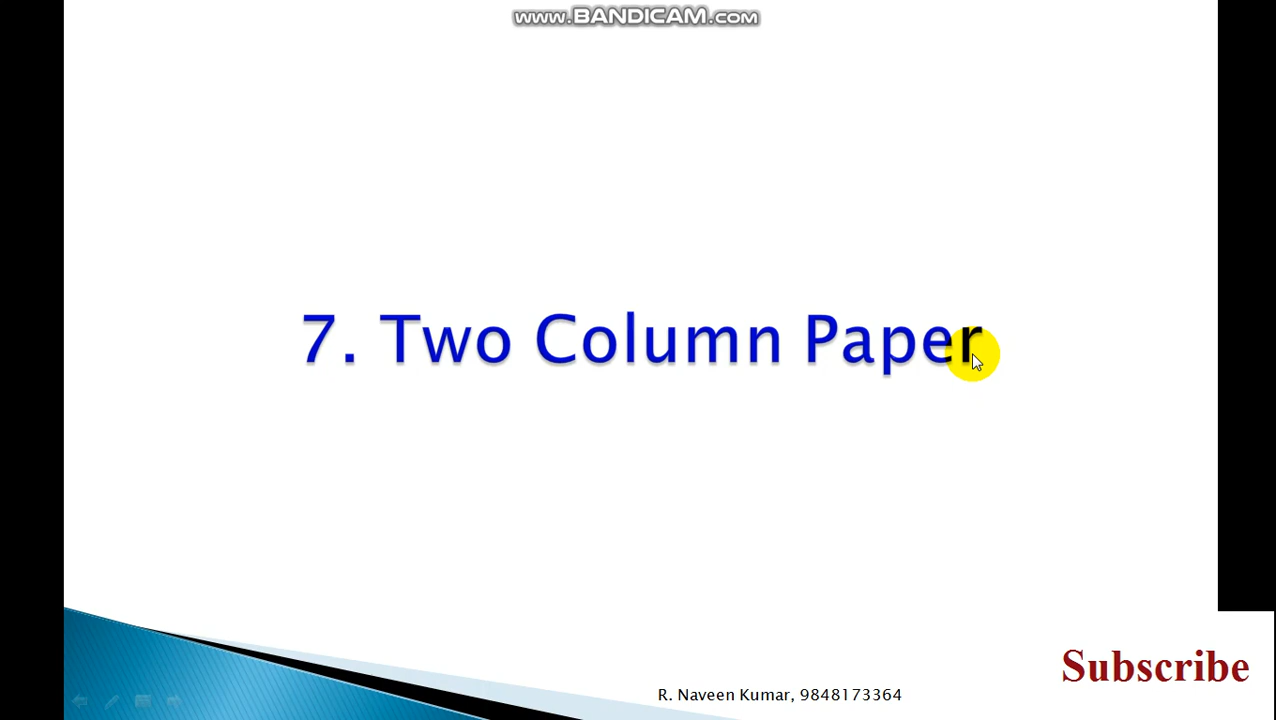 www.BANDICAM.com
7. Two Column Paper
Subscribe
R. Naveen Kumar, 9848173364